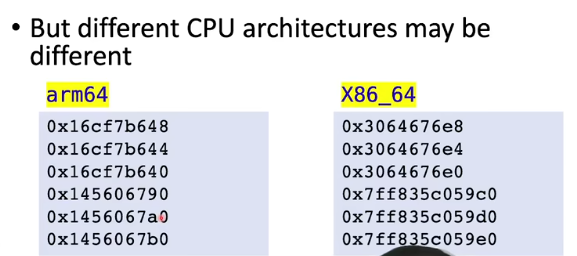 • But different CPU architectures may be
different
arm64
0x16cf7b648
0x16cf7b644
0x16cf7b640
0x145606790
0x1456067a0
0x1456067b0
X86_64
0x3064676e8
0x3064676e4
0x3064676e0
0x7ff835c059c0
0x7ff835c059d0
0x7ff835c059e0